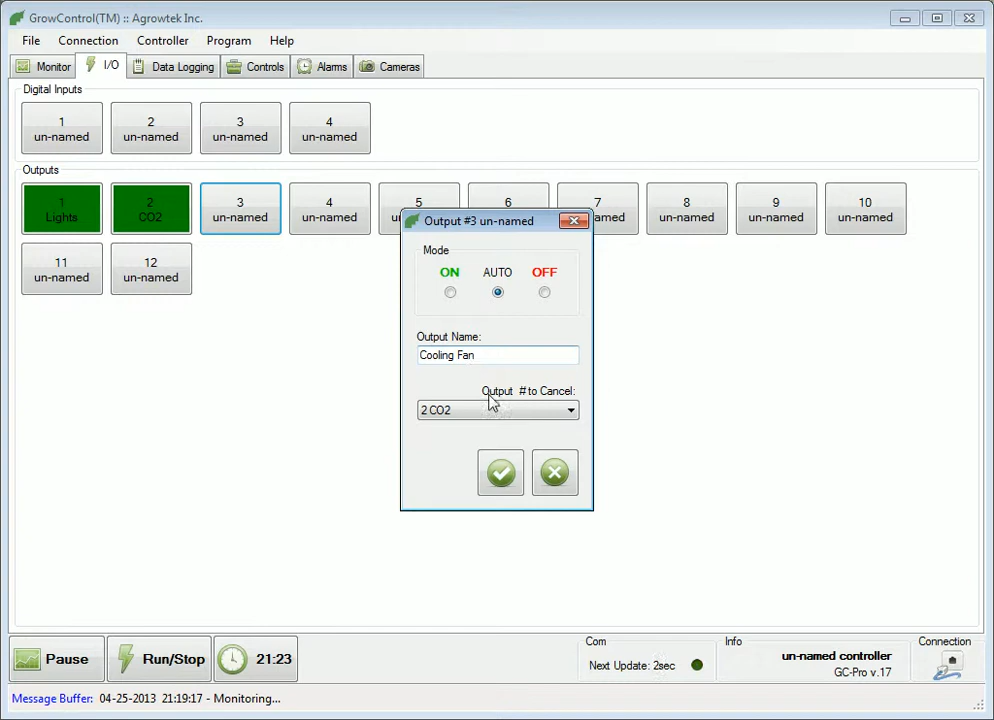 GrowControl(TM) :: Agrowtek Inc.
File Connection Controller Program Help
Monitor I/O Data Logging Controls Alarms Cameras
Digital Inputs
1 2 3 4
un-named un-named un-named un-named
Outputs
1 2 3 4 5 6 7 8 9 10
Lights CO2 un-named un-named named un-named un-named un-named
Output #3 un-named
11 12
un-named un-named
Mode
ON AUTO OFF
Output Name:
Cooling Fan
Output # to Cancel:
2 CO2
Pause Run/Stop 21:23
Com
Next Update: 2sec
Info
un-named controller
GC-Pro v.17
Connection
Message Buffer: 04-25-2013 21:19:17 - Monitoring...